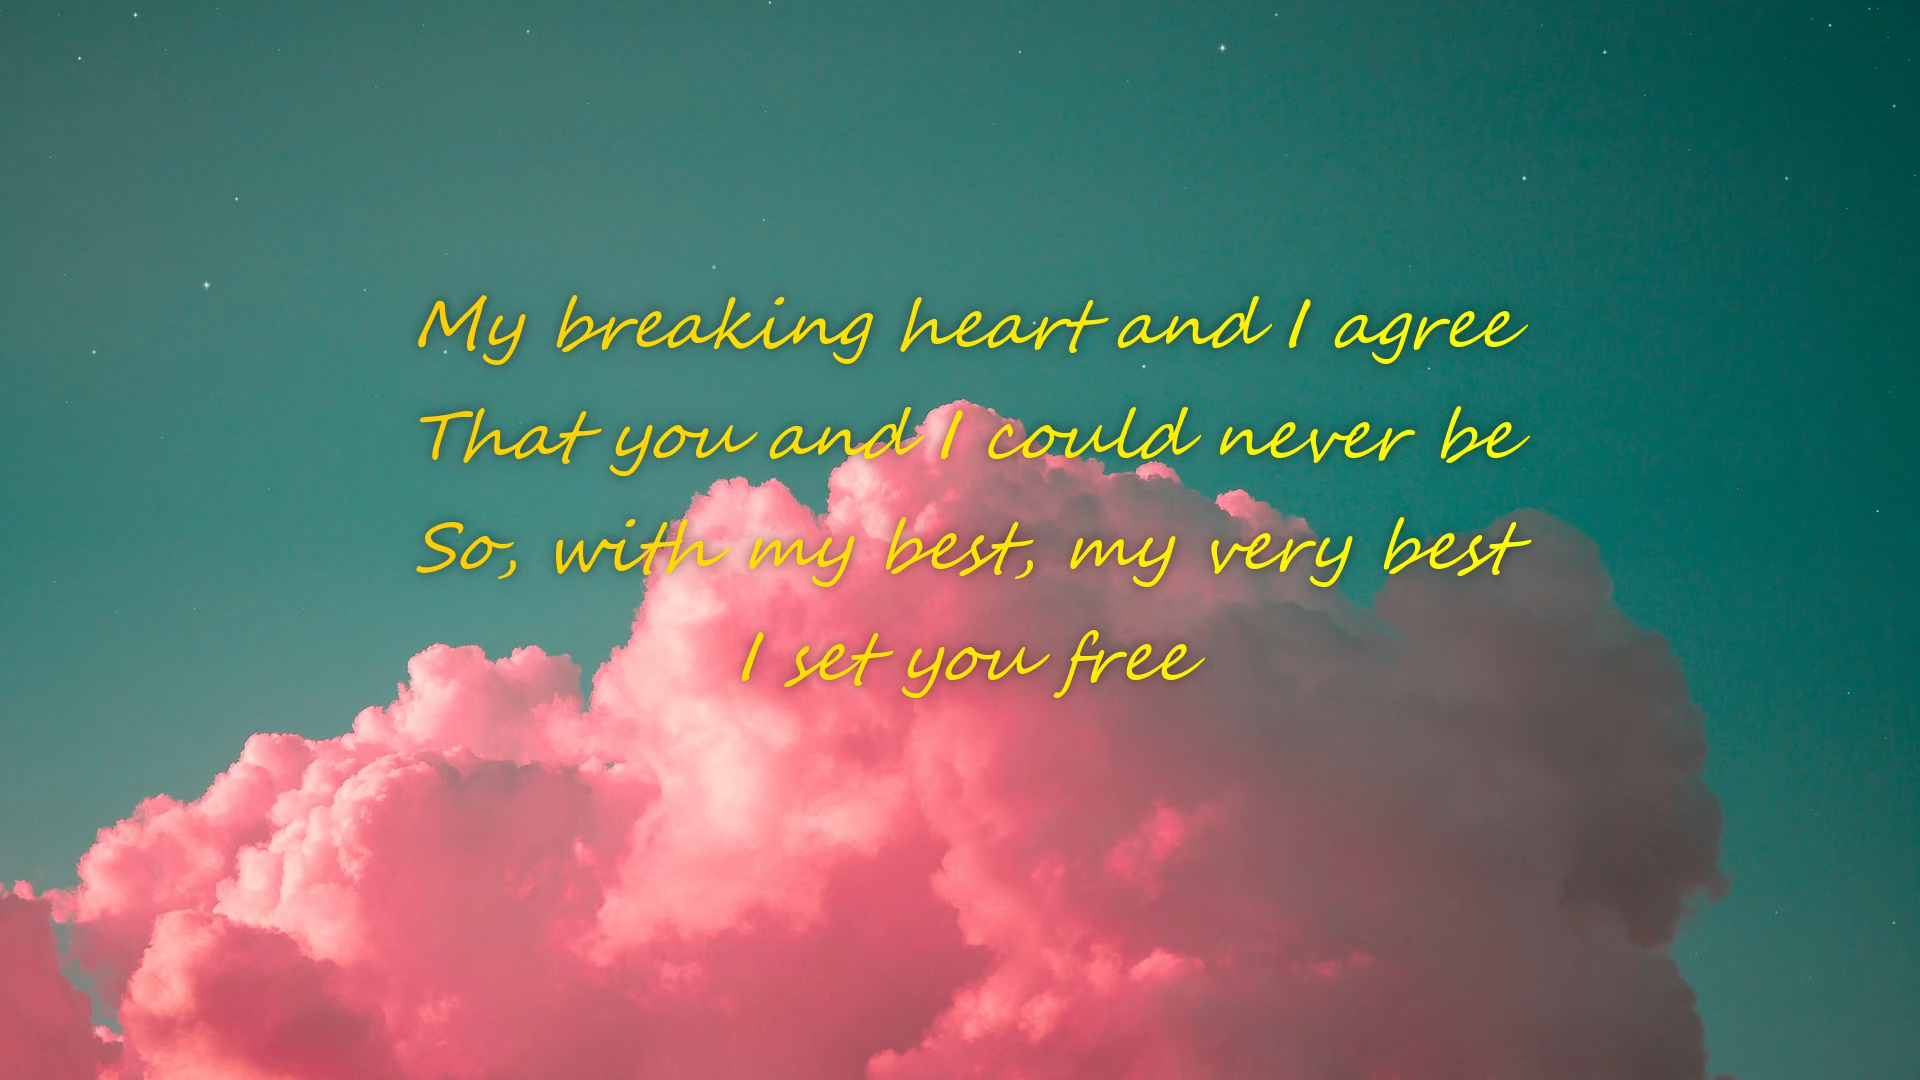 My breaking heart and I agree
That you and I could never be
So, with my best, my very best
I set you free